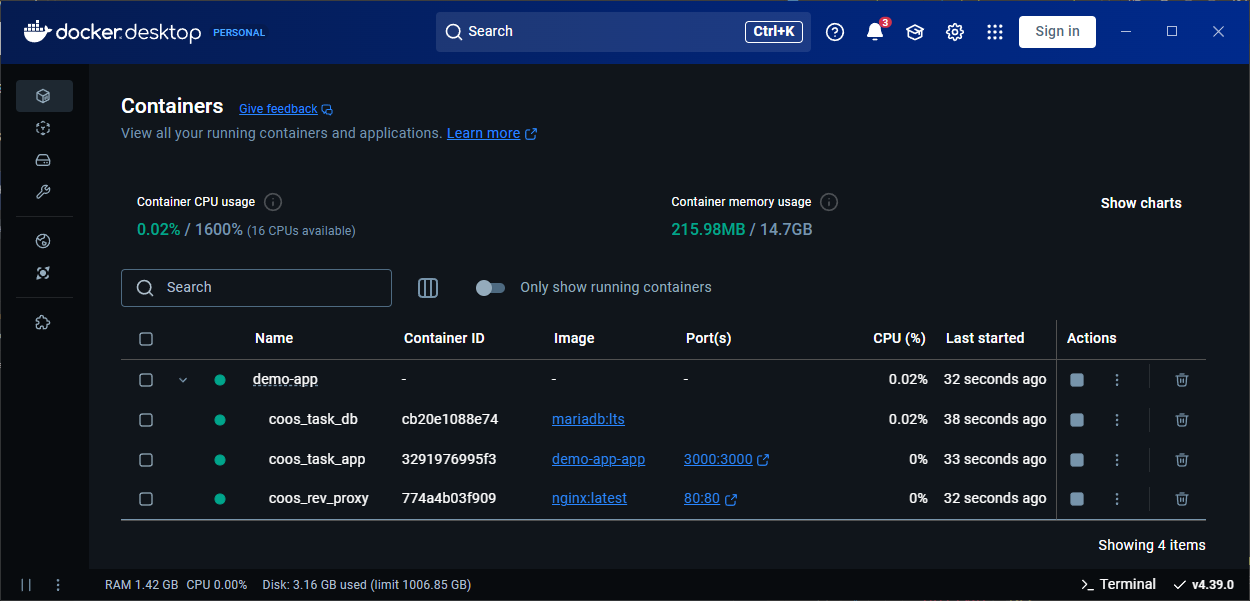 docker.desktop PERSONAL Search Ctrl+K 3 Sign in
Containers Give feedback
View all your running containers and applications. Learn more
Container CPU usage Container memory usage Show charts
0.02% / 1600% (16 CPUs available) 215.98MB / 14.7GB
Search Only show running containers
Name Container ID Image Port(s) CPU (%) Last started Actions
demo-app - - - 0.02% 32 seconds ago
coos_task_db cb20e1088e74 mariadb:lts 0.02% 38 seconds ago
coos_task_app 3291976995f3 demo-app-app 3000:3000 0% 33 seconds ago
coos_rev_proxy 774a4b03f909 nginx:latest 80:80 0% 32 seconds ago
Showing 4 items
RAM 1.42 GB CPU 0.00% Disk: 3.16 GB used (limit 1006.85 GB) Terminal v4.39.0